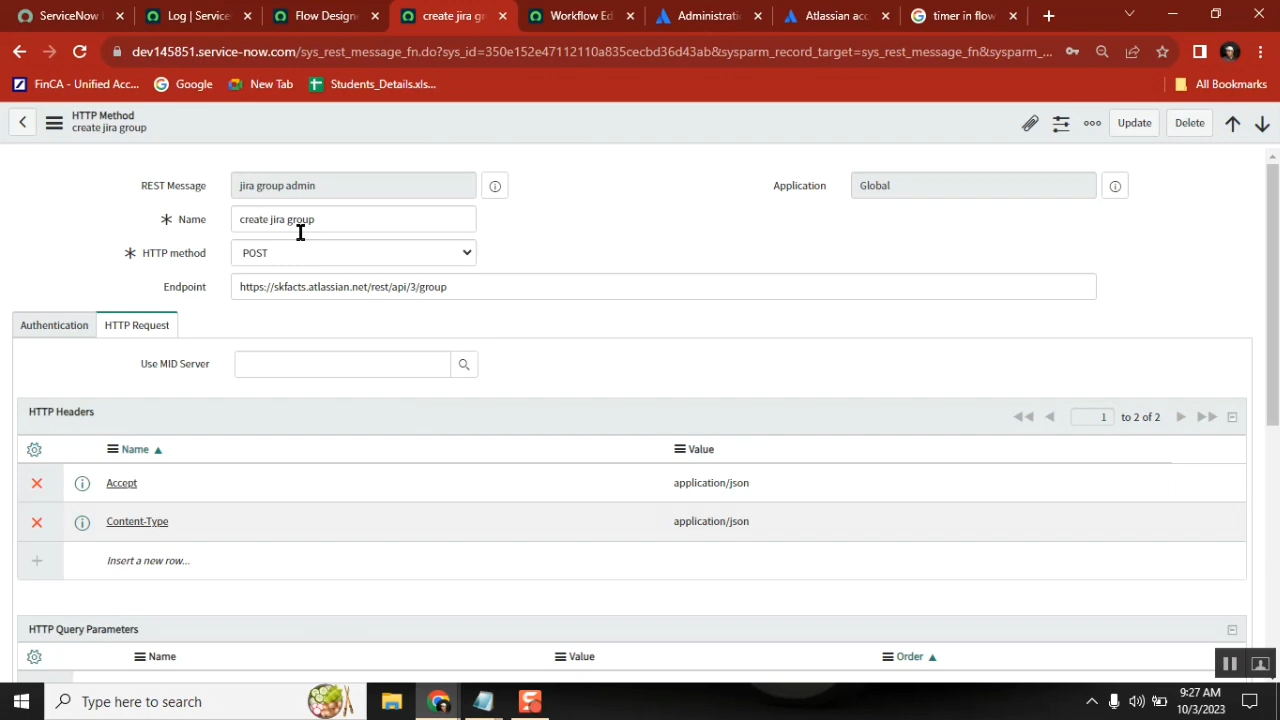 ServiceNow
Log | Service
Flow Design
create jira gr
Workflow Ed
Administrati
Atlassian acc
timer in flow
dev145851.service-now.com/sys_rest_message_fn.do?sys_id=350e152e47112110a835cecbd36d43ab&sysparm_record_target=sys_rest_message_fn&sysparm_...
FinCA - Unified Acc...
Google
New Tab
Students_Details.xls...
All Bookmarks
HTTP Method
create jira group
Update
Delete
REST Message
jira group admin
Application
Global
Name
create jira group
HTTP method
POST
Endpoint
https://skfacts.atlassian.net/rest/api/3/group
Authentication
HTTP Request
Use MID Server
HTTP Headers
1
to 2 of 2
Name
Value
Accept
application/json
Content-Type
application/json
Insert a new row...
HTTP Query Parameters
Name
Value
Order
Type here to search
9:27 AM
10/3/2023